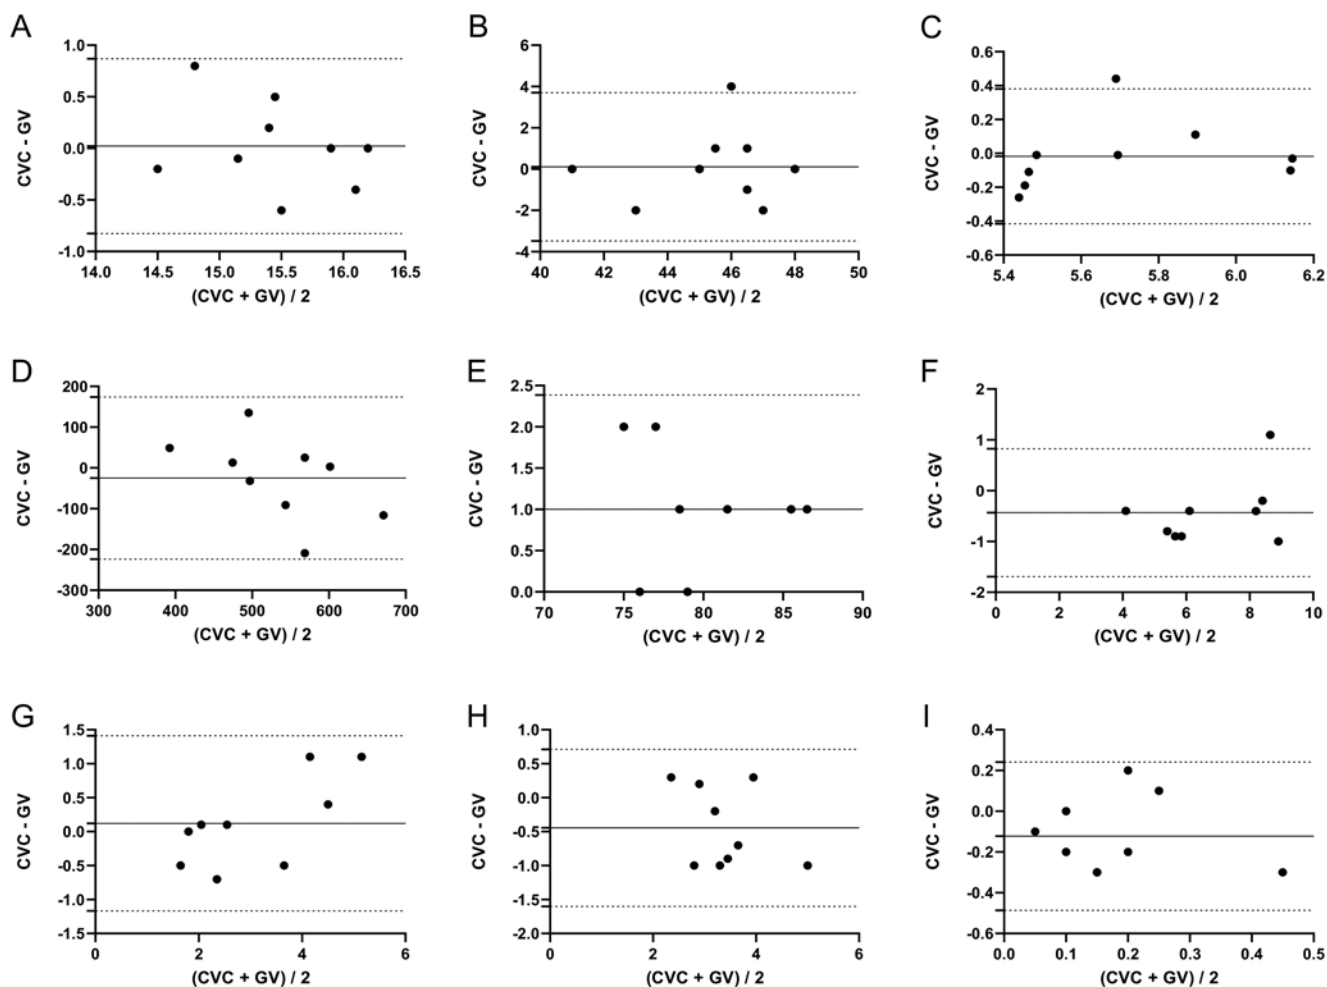 A
CVC - GV
1.0
0.5
0.0
-0.5
-1.0
14.0 14.5 15.0 15.5 16.0 16.5
(CVC + GV) / 2
B
CVC - GV
6
4
2
0
-2
-4
40 42 44 46 48 50
(CVC + GV) / 2
C
CVC - GV
0.6
0.4
0.2
0.0
-0.2
-0.4
-0.6
5.4 5.6 5.8 6.0 6.2
(CVC + GV) / 2
D
CVC - GV
200
100
0
-100
-200
-300
300 400 500 600 700
(CVC + GV) / 2
E
CVC - GV
2.5
2.0
1.5
1.0
0.5
0.0
70 75 80 85 90
(CVC + GV) / 2
F
CVC - GV
2
1
0
-1
-2
0 2 4 6 8 10
(CVC + GV) / 2
G
CVC - GV
1.5
1.0
0.5
0.0
-0.5
-1.0
-1.5
0 2 4 6
(CVC + GV) / 2
H
CVC - GV
1.0
0.5
0.0
-0.5
-1.0
-1.5
-2.0
0 2 4 6
(CVC + GV) / 2
I
CVC - GV
0.4
0.2
0.0
-0.2
-0.4
-0.6
0.0 0.1 0.2 0.3 0.4 0.5
(CVC + GV) / 2